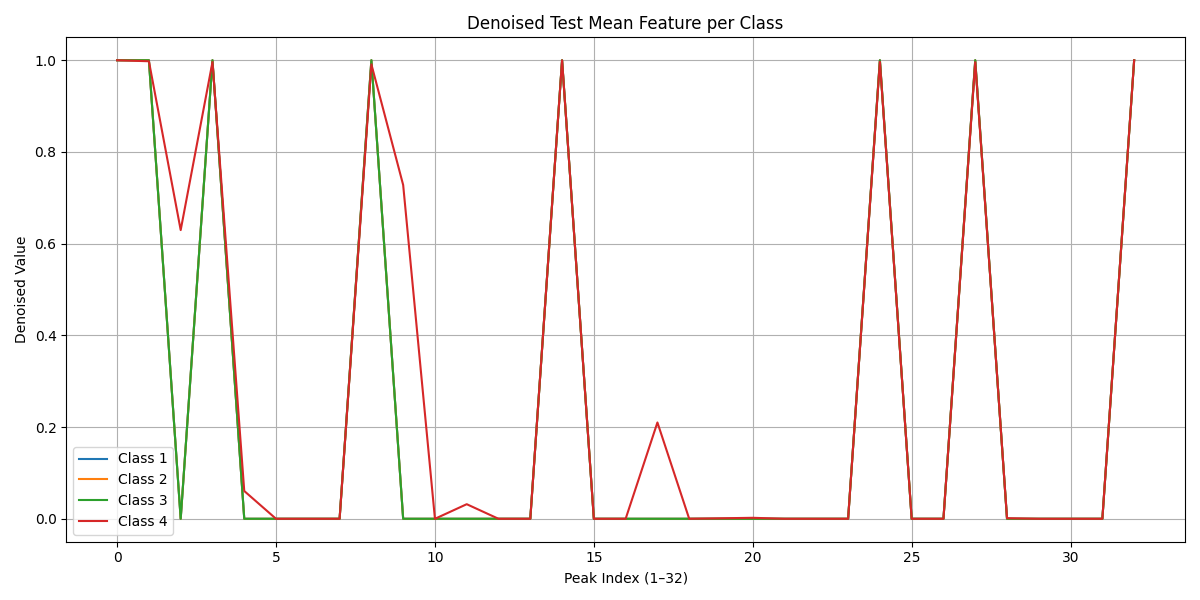 Denoised Test Mean Feature per Class
Denoised Value
1.0
0.8
0.6
0.4
0.2
0.0
Class 1
Class 2
Class 3
Class 4
0 5 10 15 20 25 30
Peak Index (1–32)